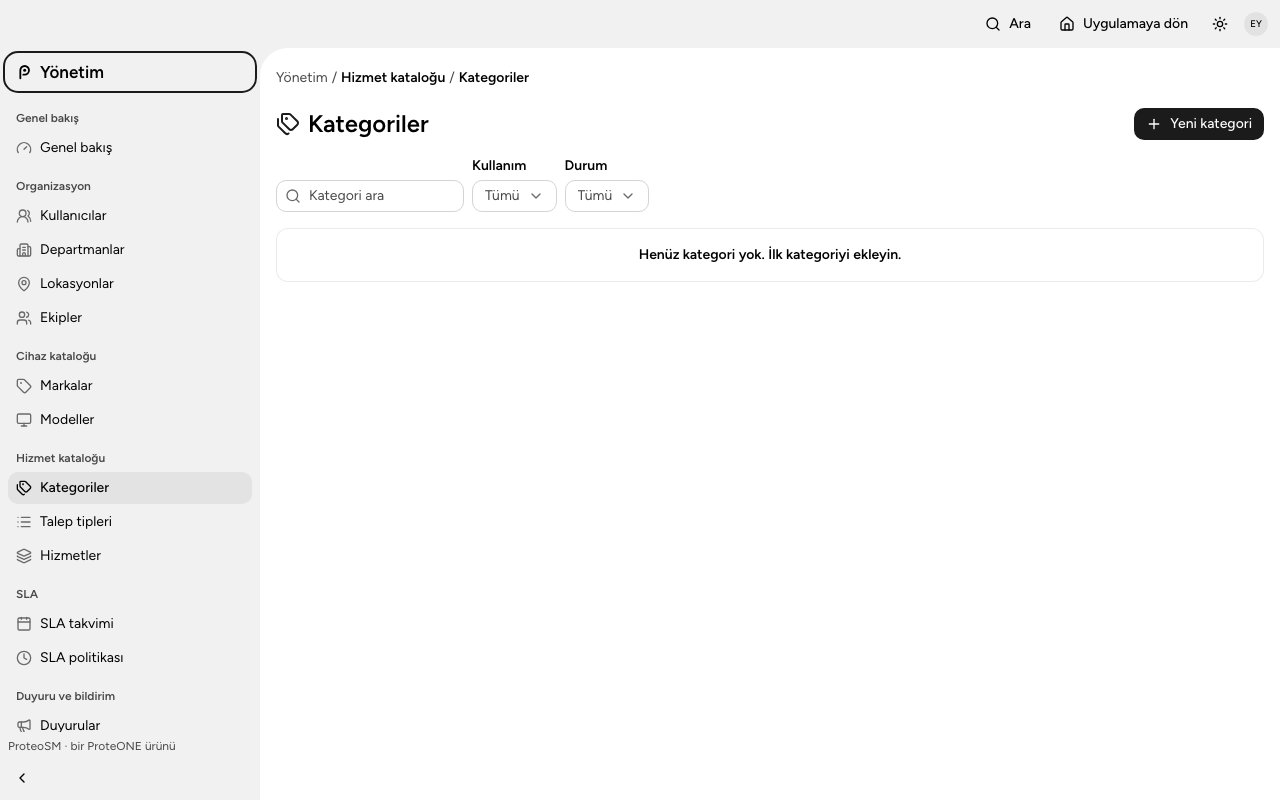 Ara
Uygulamaya dön
EY
Yönetim
Genel bakış
Genel bakış
Organizasyon
Kullanıcılar
Departmanlar
Lokasyonlar
Ekipler
Cihaz kataloğu
Markalar
Modeller
Hizmet kataloğu
Kategoriler
Talep tipleri
Hizmetler
SLA
SLA takvimi
SLA politikası
Duyuru ve bildirim
Duyurular
ProteoSM · bir ProteONE ürünü
Yönetim / Hizmet kataloğu / Kategoriler
Kategoriler
Yeni kategori
Kullanım
Durum
Kategori ara
Tümü
Tümü
Henüz kategori yok. İlk kategoriyi ekleyin.